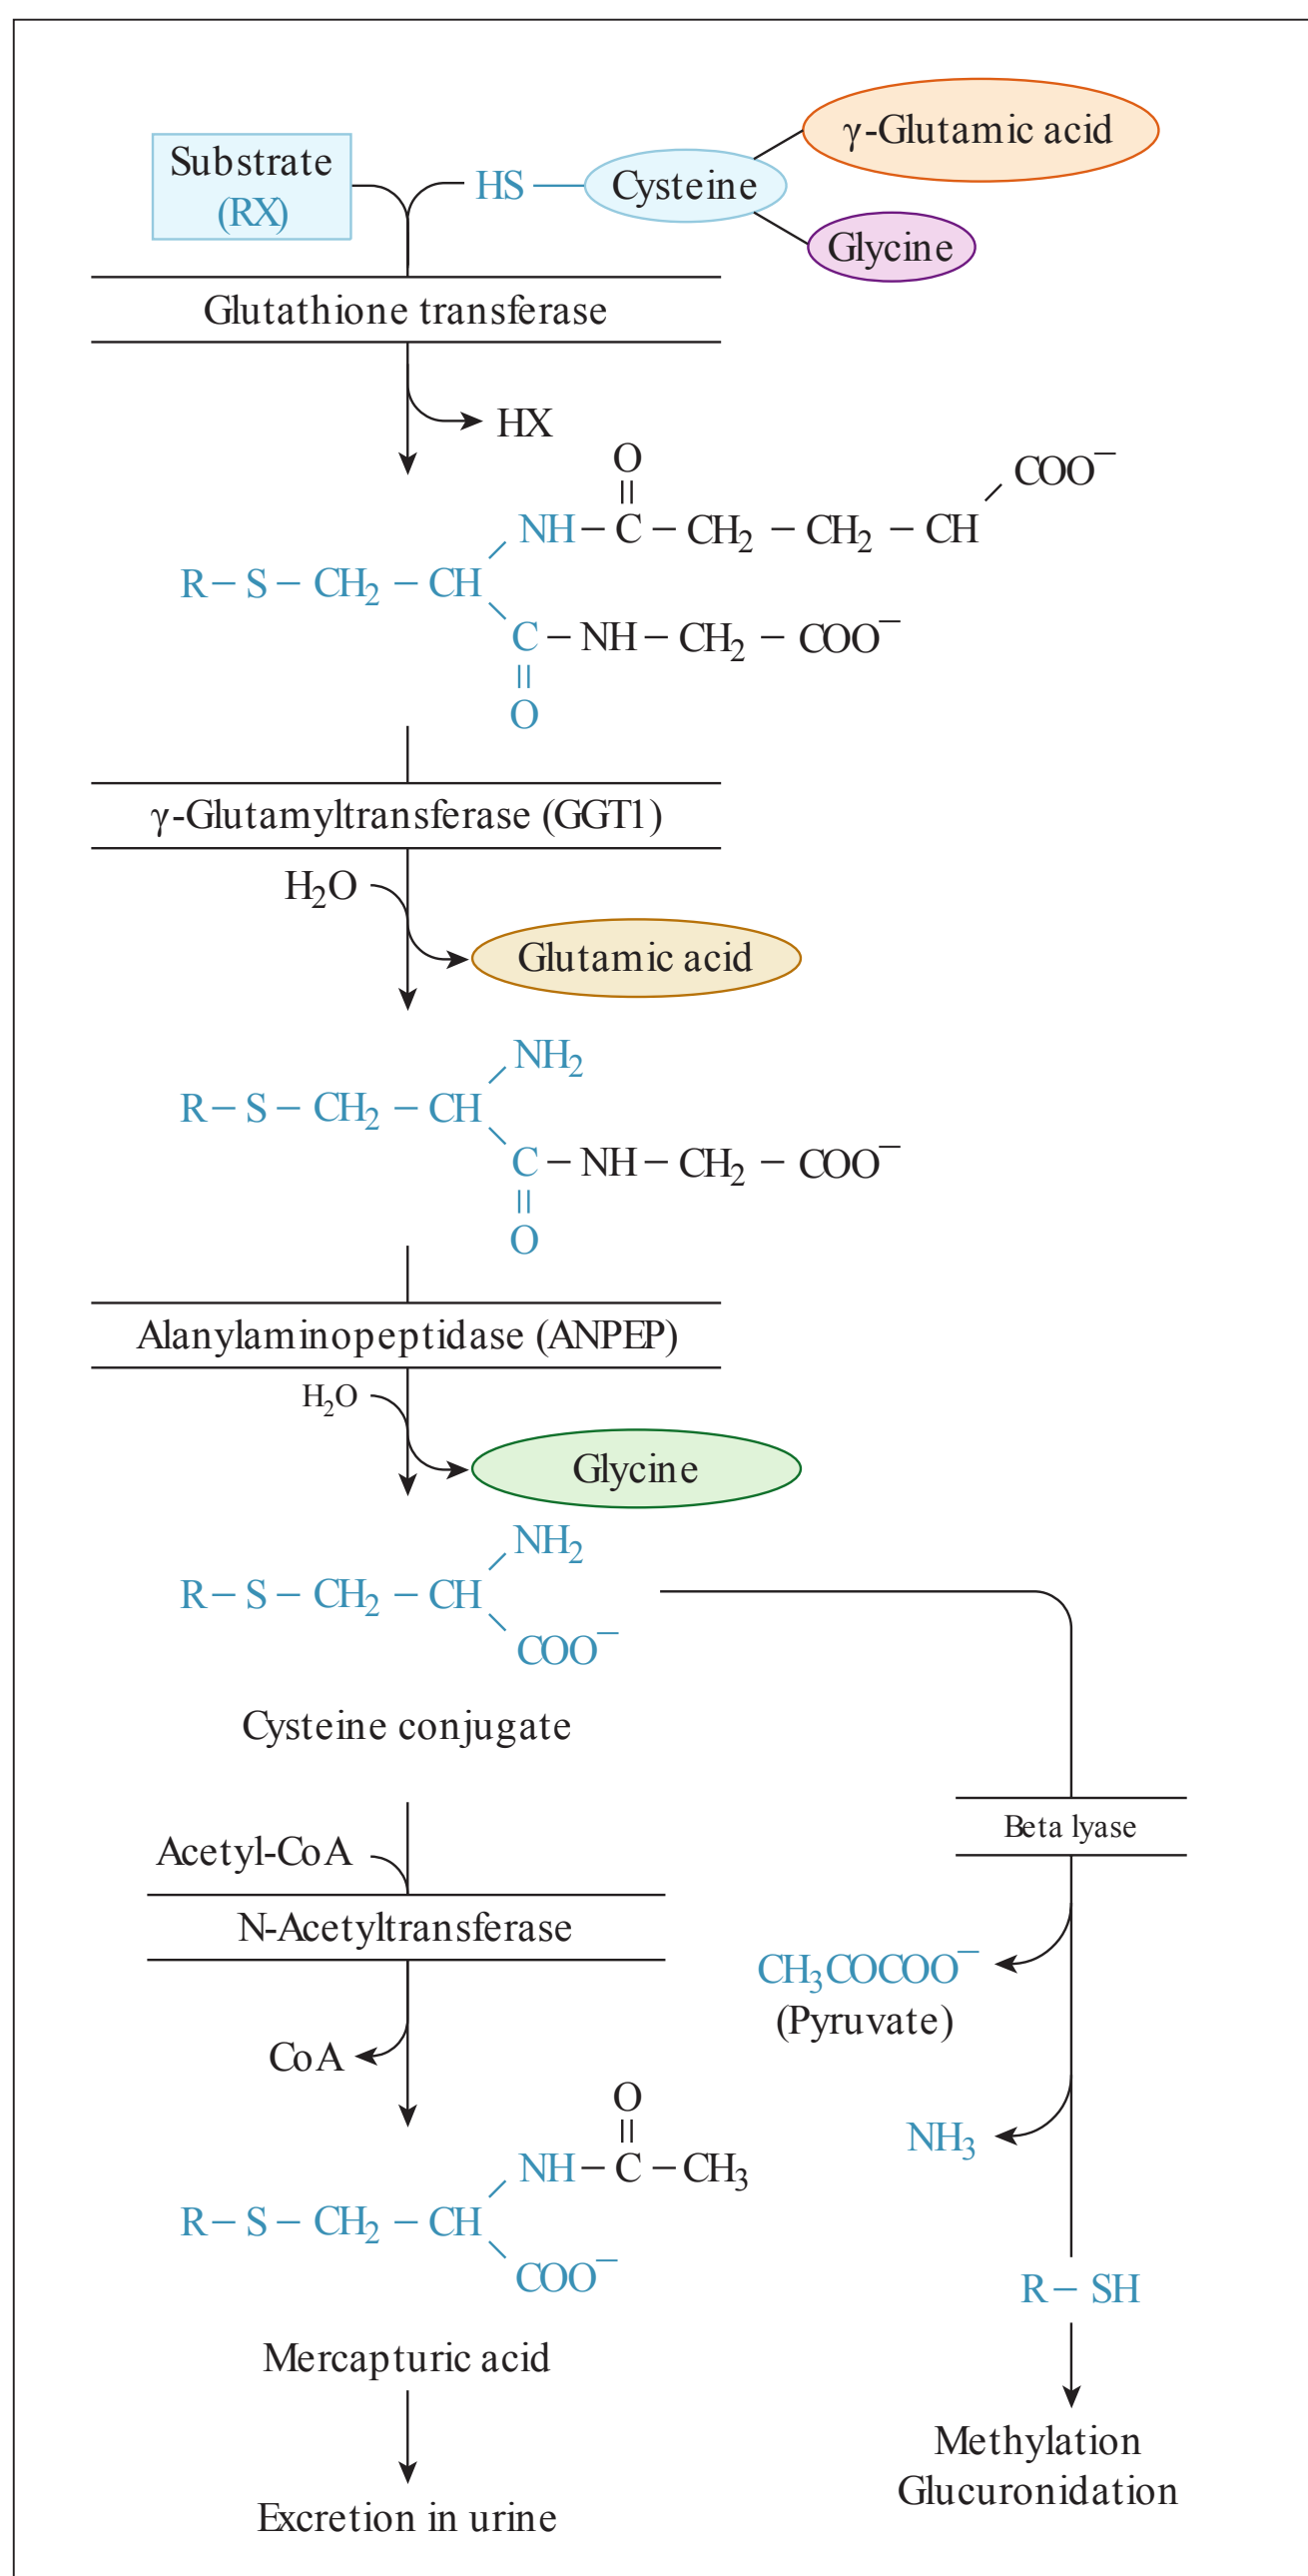 γ-Glutamic acid
Substrate
(RX)
HS
Cysteine
Glycine
Glutathione transferase
HX
O
COO⁻
NH – C – CH₂ – CH₂ – CH
R – S – CH₂ – CH
C – NH – CH₂ – COO⁻
O
γ-Glutamyltransferase (GGT1)
H₂O
Glutamic acid
NH₂
R – S – CH₂ – CH
C – NH – CH₂ – COO⁻
O
Alanylaminopeptidase (ANPEP)
H₂O
Glycine
NH₂
R – S – CH₂ – CH
COO⁻
Cysteine conjugate
Acetyl-CoA
N-Acetyltransferase
CoA
O
NH – C – CH₃
R – S – CH₂ – CH
COO⁻
Mercapturic acid
Excretion in urine
Beta lyase
CH₃COCOO⁻
(Pyruvate)
NH₃
R – SH
Methylation
Glucuronidation